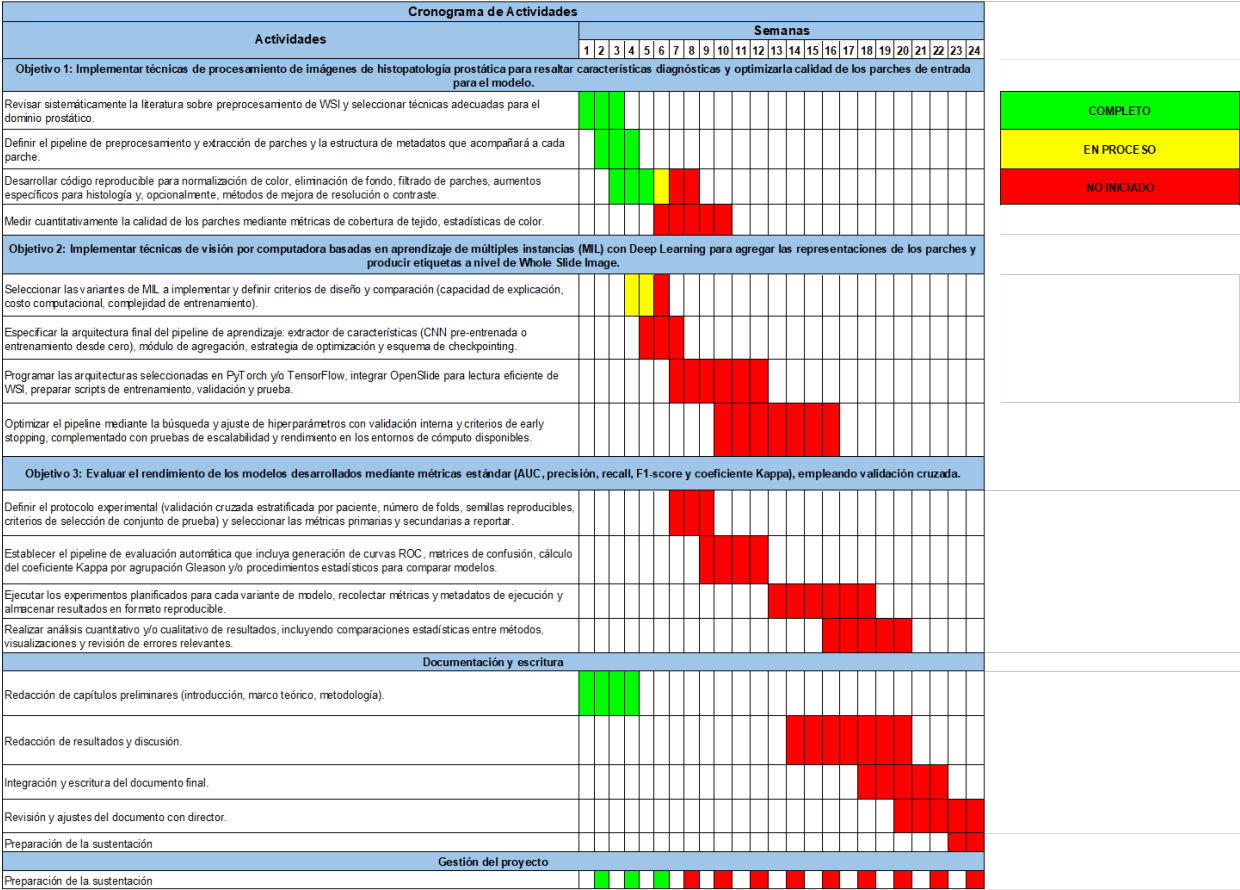 Cronograma de Actividades
Actividades
Semanas
1 2 3 4 5 6 7 8 9 10 11 12 13 14 15 16 17 18 19 20 21 22 23 24
Objetivo 1: Implementar técnicas de procesamiento de imágenes de histopatología prostática para resaltar características diagnósticas y optimizarla calidad de los parches de entrada
para el modelo.
Revisar sistemáticamente la literatura sobre preprocesamiento de WSI y seleccionar técnicas adecuadas para el
dominio prostático.
COMPLETO
Definir el pipeline de preprocesamiento y extracción de parches y la estructura de metadatos que acompañará a cada
parche.
EN PROCESO
Desarrollar código reproducible para normalización de color, eliminación de fondo, filtrado de parches, aumentos
específicos para histología y, opcionalmente, métodos de mejora de resolución o contraste.
NO INICIADO
Medir cuantitativamente la calidad de los parches mediante métricas de cobertura de tejido, estadísticas de color.
Objetivo 2: Implementar técnicas de visión por computadora basadas en aprendizaje de múltiples instancias (MIL) con Deep Learning para agregar las representaciones de los parches y
producir etiquetas a nivel de Whole Slide Image.
Seleccionar las variantes de MIL a implementar y definir criterios de diseño y comparación (capacidad de explicación,
costo computacional, complejidad de entrenamiento).
Especificar la arquitectura final del pipeline de aprendizaje: extractor de características (CNN pre-entrenada o
entrenamiento desde cero), módulo de agregación, estrategia de optimización y esquema de checkpointing.
Programar las arquitecturas seleccionadas en PyTorch y/o TensorFlow, integrar OpenSlide para lectura eficiente de
WSI, preparar scripts de entrenamiento, validación y prueba.
Optimizar el pipeline mediante la búsqueda y ajuste de hiperparámetros con validación interna y criterios de early
stopping, complementado con pruebas de escalabilidad y rendimiento en los entornos de cómputo disponibles.
Objetivo 3: Evaluar el rendimiento de los modelos desarrollados mediante métricas estándar (AUC, precisión, recall, F1-score y coeficiente Kappa), empleando validación cruzada.
Definir el protocolo experimental (validación cruzada estratificada por paciente, número de folds, semillas reproducibles,
criterios de selección de conjunto de prueba) y seleccionar las métricas primarias y secundarias a reportar.
Establecer el pipeline de evaluación automática que incluya generación de curvas ROC, matrices de confusión, cálculo
del coeficiente Kappa por agrupación Gleason y/o procedimientos estadísticos para comparar modelos.
Ejecutar los experimentos planificados para cada variante de modelo, recolectar métricas y metadatos de ejecución y
almacenar resultados en formato reproducible.
Realizar análisis cuantitativo y/o cualitativo de resultados, incluyendo comparaciones estadísticas entre métodos,
visualizaciones y revisión de errores relevantes.
Documentación y escritura
Redacción de capítulos preliminares (introducción, marco teórico, metodología).
Redacción de resultados y discusión.
Integración y escritura del documento final.
Revisión y ajustes del documento con director.
Preparación de la sustentación
Gestión del proyecto
Preparación de la sustentación